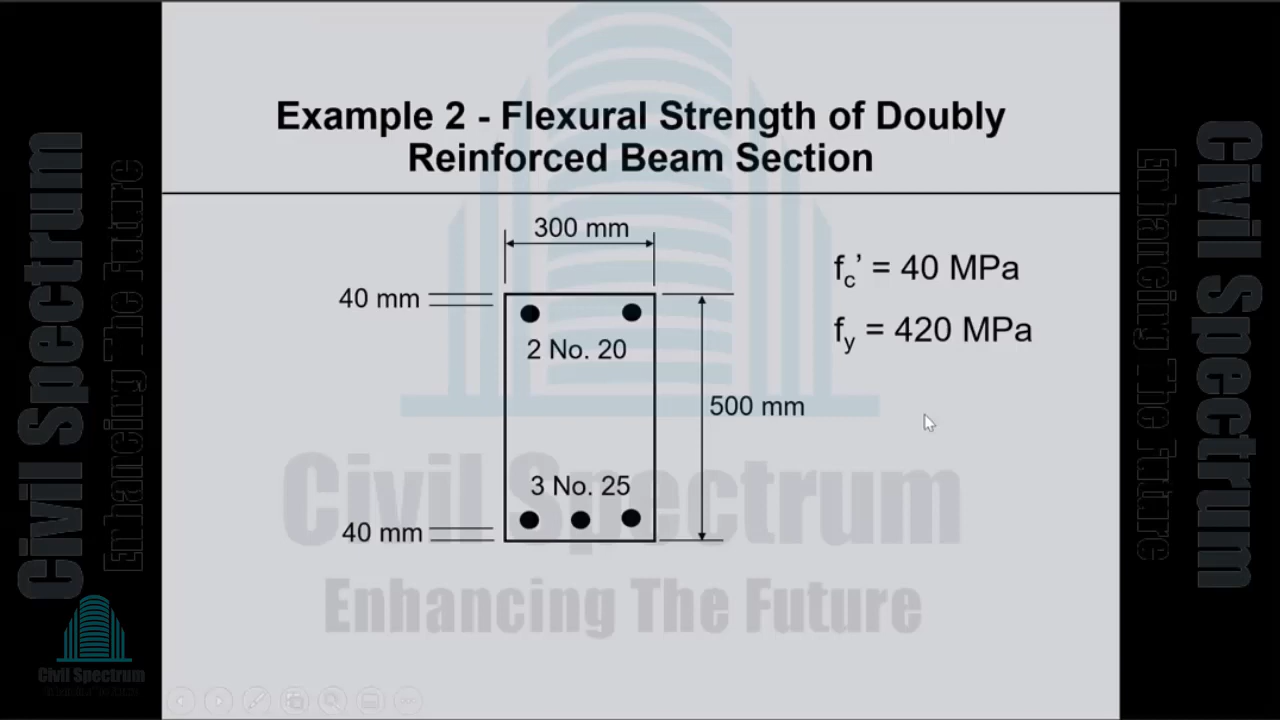 Example 2 - Flexural Strength of Doubly
Reinforced Beam Section
300 mm
40 mm
2 No. 20
fc’ = 40 MPa
fy = 420 MPa
500 mm
3 No. 25
40 mm
Civil Spectrum
Enhancing The Future
Civil Spectrum
Enhancing The Future
Civil Spectrum
Enhancing The Future
Civil Spectrum